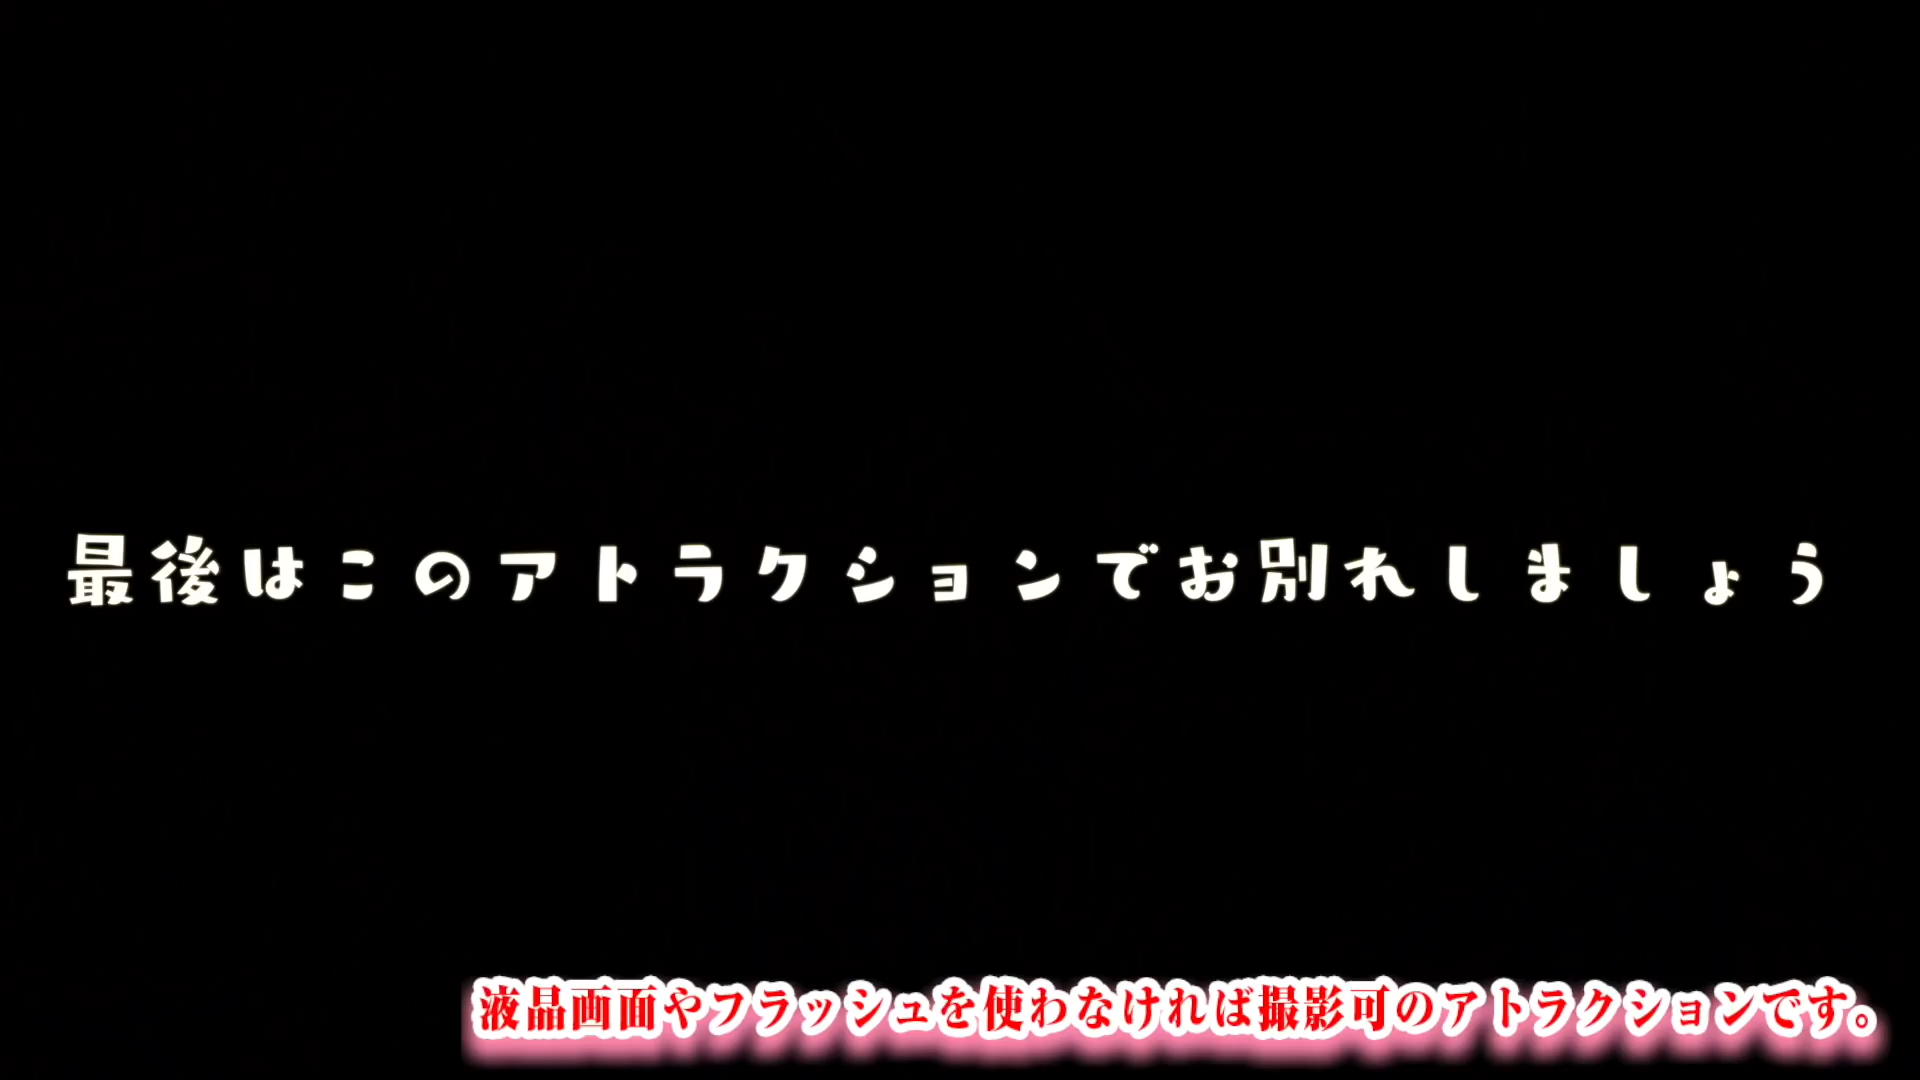 最後はこのアトラクションでお別れしましょう
液晶画面やフラッシュを使わなければ撮影可のアトラクションです。